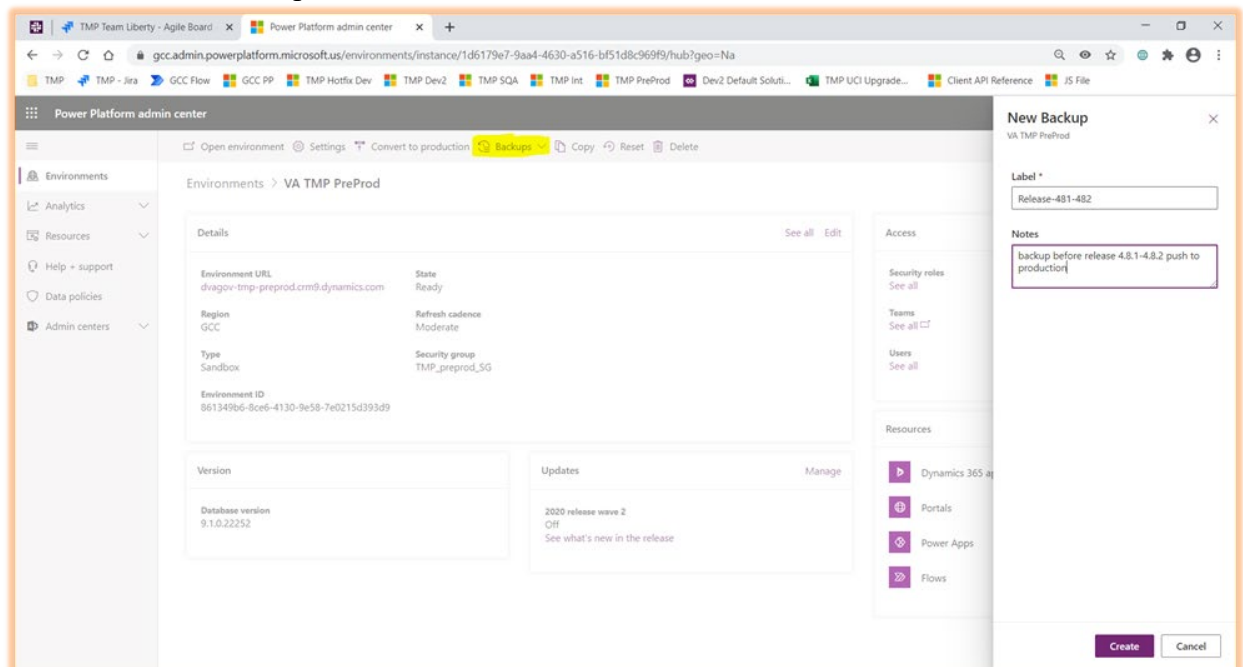 TMP Team Liberty - Agile Board
Power Platform admin center
gcc.admin.powerplatform.microsoft.us/environments/instance/1d6179e7-9aa4-4630-a516-bf51d8c969f9/hub?geo=Na
TMP TMP - Jira GCC Flow GCC PP TMP Hotfix Dev TMP Dev2 TMP SQA TMP Int TMP PreProd Dev2 Default Soluti... TMP UCI Upgrade... Client API Reference JS File
Power Platform admin center
Open environment Settings Convert to production Backups Copy Reset Delete
Environments
Analytics
Resources
Help + support
Data policies
Admin centers
Environments > VA TMP PreProd
Details See all Edit
Environment URL
dvagov-tmp-preprod.crm9.dynamics.com
State
Ready
Region
GCC
Refresh cadence
Moderate
Type
Sandbox
Security group
TMP_preprod_SG
Environment ID
861349b6-8ce6-4130-9e58-7e0215d393d9
Version
Database version
9.1.0.22252
Updates Manage
2020 release wave 2
Off
See what's new in the release
Access
Security roles
See all
Teams
See all
Users
See all
Resources
Dynamics 365 ap
Portals
Power Apps
Flows
New Backup
VA TMP PreProd
Label *
Release-481-482
Notes
backup before release 4.8.1-4.8.2 push to
production
Create Cancel